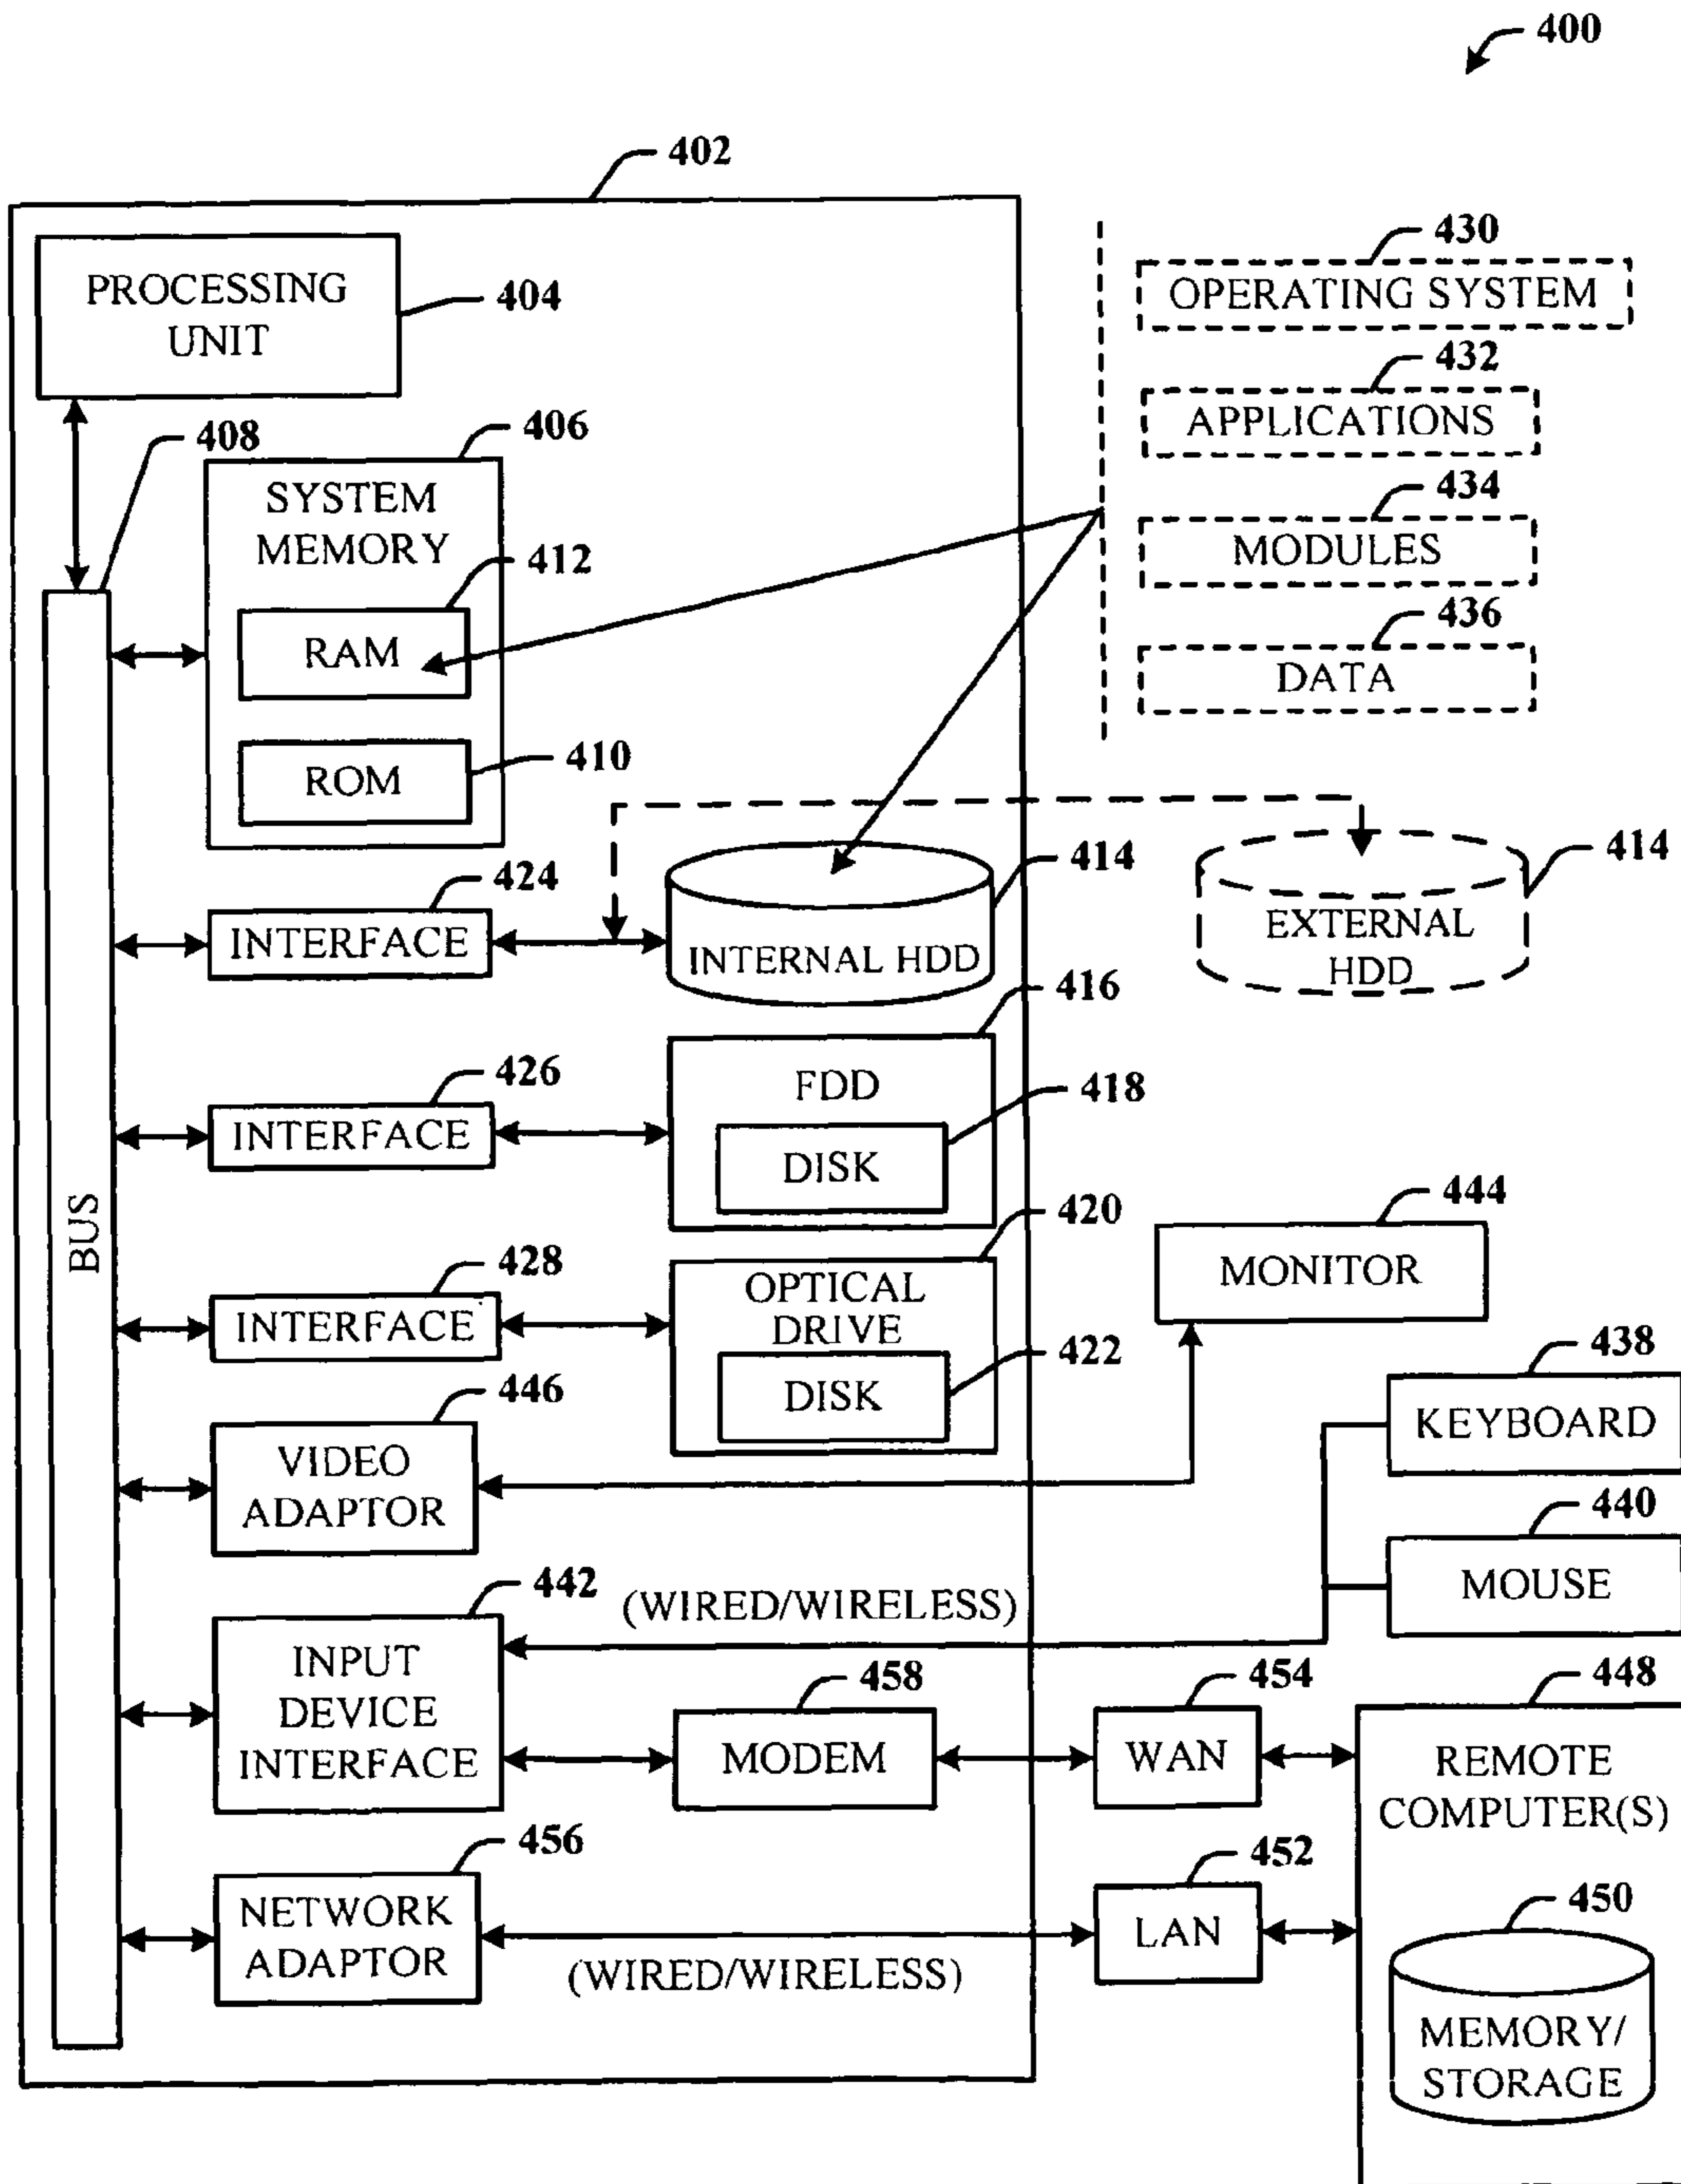 400
402
PROCESSING
UNIT
404
408
406
SYSTEM
MEMORY
412
RAM
410
ROM
430
OPERATING SYSTEM
432
APPLICATIONS
434
MODULES
436
DATA
424
INTERFACE
414
INTERNAL HDD
414
EXTERNAL
HDD
416
426
INTERFACE
FDD
418
DISK
BUS
420
428
INTERFACE
OPTICAL
DRIVE
422
DISK
444
MONITOR
438
KEYBOARD
446
VIDEO
ADAPTOR
440
MOUSE
442
(WIRED/WIRELESS)
INPUT
DEVICE
INTERFACE
458
MODEM
454
WAN
448
REMOTE
COMPUTER(S)
456
NETWORK
ADAPTOR
(WIRED/WIRELESS)
452
LAN
450
MEMORY/
STORAGE